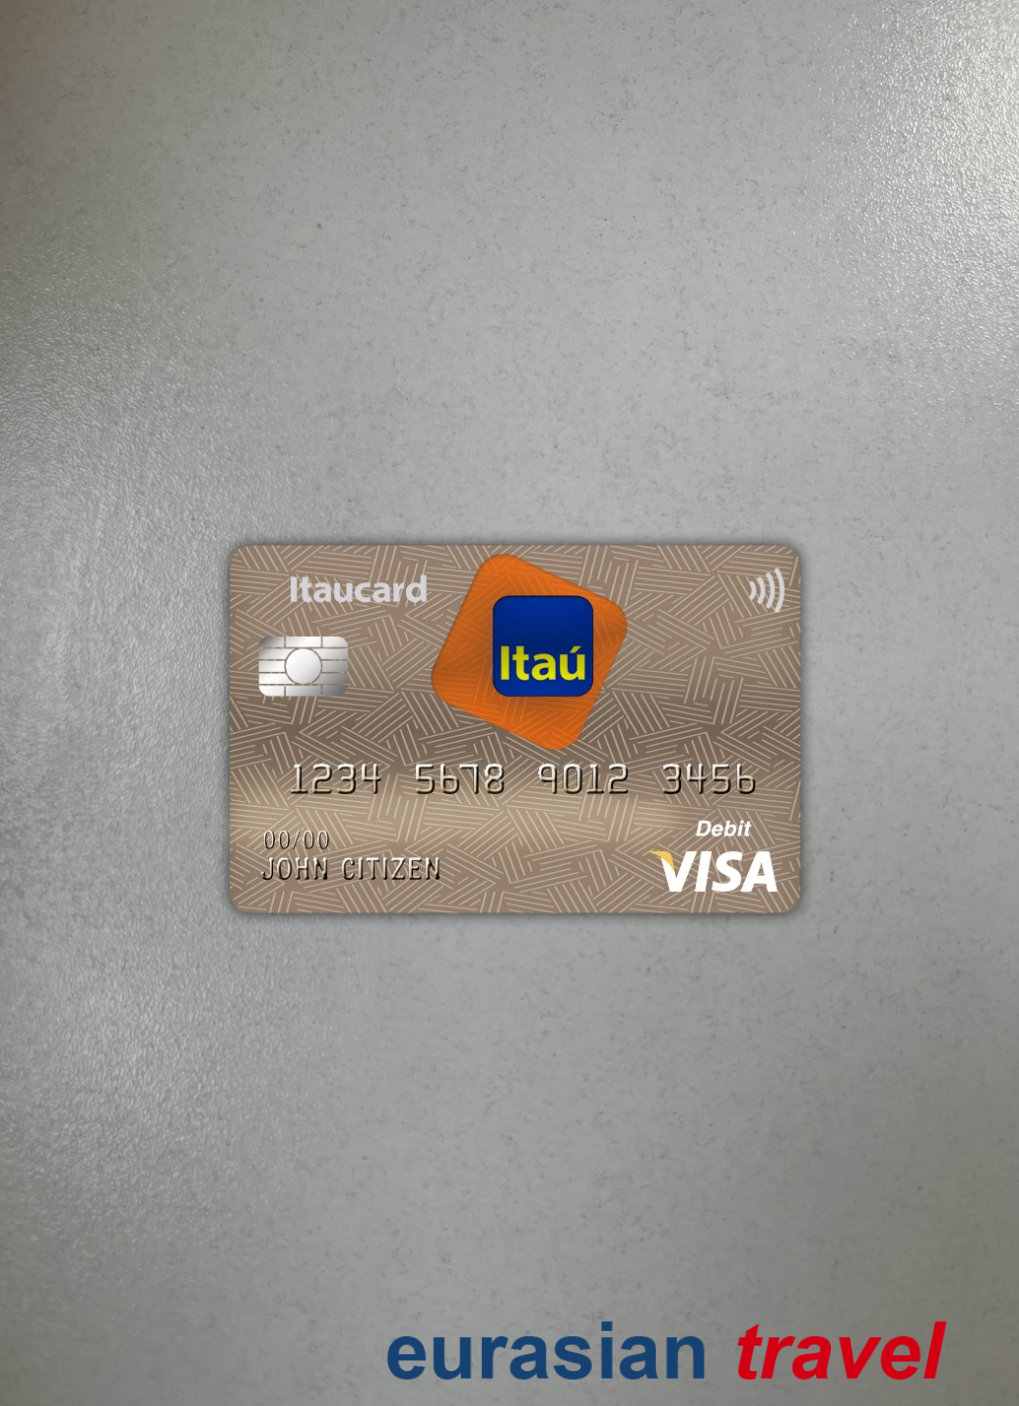 Itaucard
Itaú
1234 5678 9012 3456
00/00
JOHN CITIZEN
Debit
VISA
eurasian travel